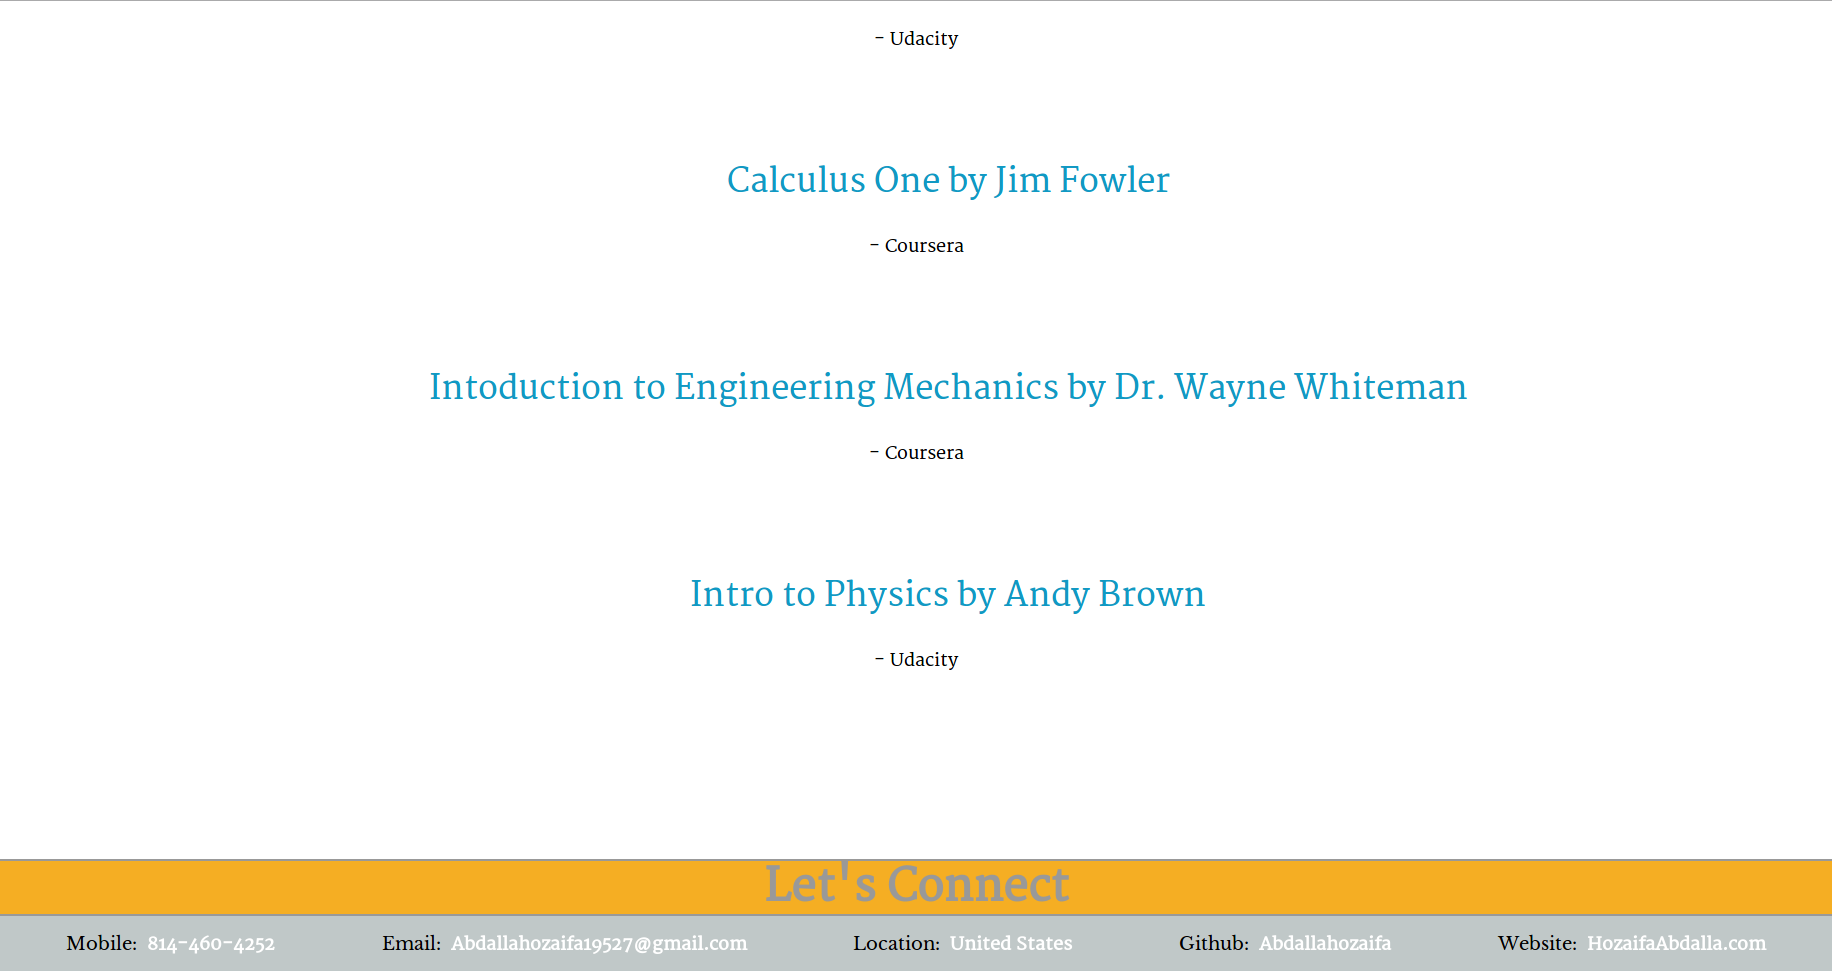 - Udacity
Calculus One by Jim Fowler
- Coursera
Intoduction to Engineering Mechanics by Dr. Wayne Whiteman
- Coursera
Intro to Physics by Andy Brown
- Udacity
Let's Connect
Mobile: 814-460-4252 Email: Abdallahozaifa19527@gmail.com Location: United States Github: Abdallahozaifa Website: HozaifaAbdalla.com